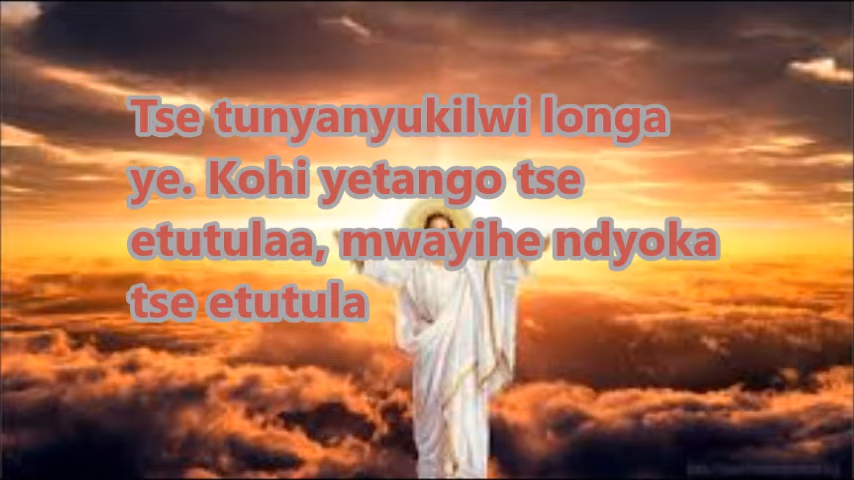 Tse tunyanyukilwi longa
ye. Kohi yetango tse
etutulaa, mwayihe ndyoka
tse etutula